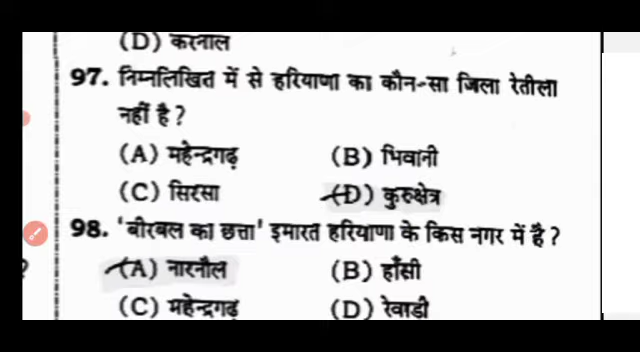 (D) करनाल
97. निम्नलिखित में से हरियाणा का कौन-सा जिला रेतीला
नहीं है?
(A) महेन्द्रगढ़ (B) भिवानी
(C) सिरसा (D) कुरुक्षेत्र
98. 'बीरबल का छत्ता' इमारत हरियाणा के किस नगर में है?
(A) नारनौल (B) हाँसी
(C) महेन्द्रगढ़ (D) रेवाड़ी